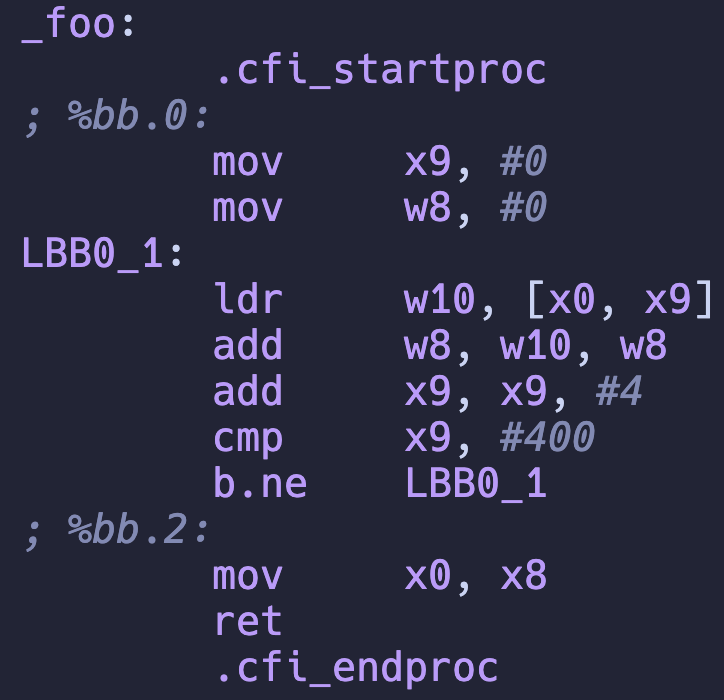 _foo:
.cfi_startproc
; %bb.0:
mov x9, #0
mov w8, #0
LBB0_1:
ldr w10, [x0, x9]
add w8, w10, w8
add x9, x9, #4
cmp x9, #400
b.ne LBB0_1
; %bb.2:
mov x0, x8
ret
.cfi_endproc